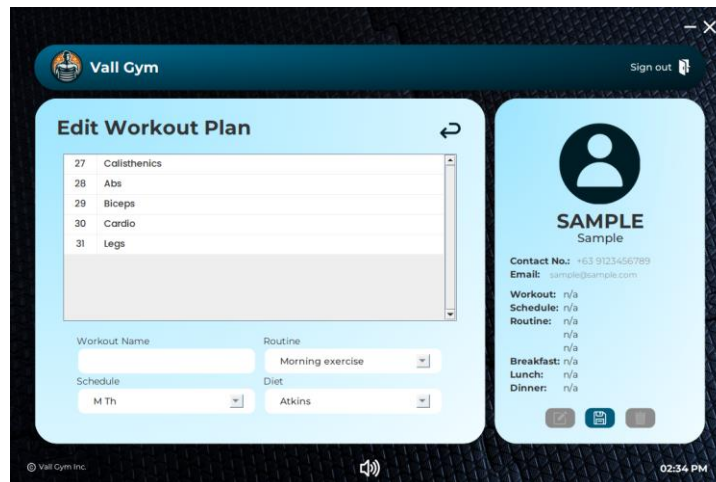 Vall Gym
Sign out
Edit Workout Plan
27 Calisthenics
28 Abs
29 Biceps
30 Cardio
31 Legs
Workout Name
Routine
Morning exercise
Schedule
Diet
M Th
Atkins
SAMPLE
Sample
Contact No.: +63 9123456789
Email: sample@sample.com
Workout: n/a
Schedule: n/a
Routine: n/a
n/a
n/a
Breakfast: n/a
Lunch: n/a
Dinner: n/a
© Vall Gym Inc.
02:34 PM